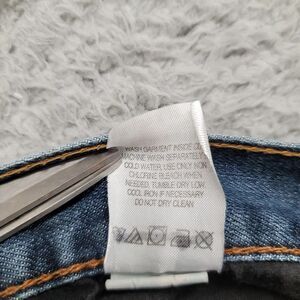 WASH GARMENT INSIDE OUT
MACHINE WASH SEPARATELY
COLD WATER, USE ONLY NON
CHLORINE BLEACH WHEN
NEEDED, TUMBLE DRY LOW
COOL IRON IF NECESSARY
DO NOT DRY CLEAN